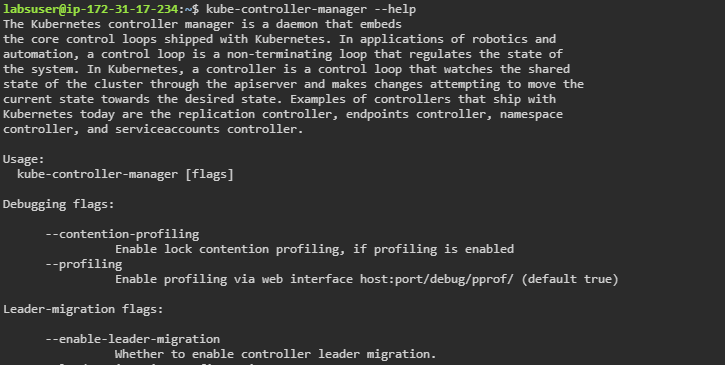 labsuser@ip-172-31-17-234:~$ kube-controller-manager --help
The Kubernetes controller manager is a daemon that embeds
the core control loops shipped with Kubernetes. In applications of robotics and
automation, a control loop is a non-terminating loop that regulates the state of
the system. In Kubernetes, a controller is a control loop that watches the shared
state of the cluster through the apiserver and makes changes attempting to move the
current state towards the desired state. Examples of controllers that ship with
Kubernetes today are the replication controller, endpoints controller, namespace
controller, and serviceaccounts controller.
Usage:
kube-controller-manager [flags]
Debugging flags:
--contention-profiling
Enable lock contention profiling, if profiling is enabled
--profiling
Enable profiling via web interface host:port/debug/pprof/ (default true)
Leader-migration flags:
--enable-leader-migration
Whether to enable controller leader migration.